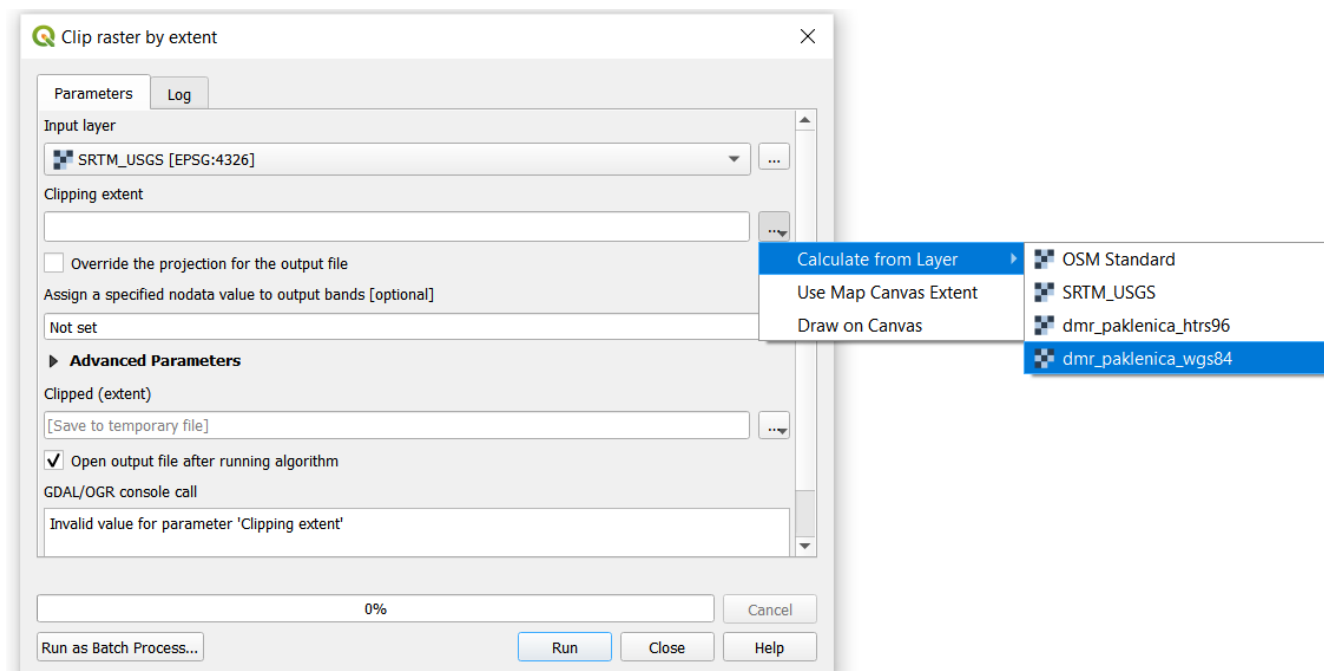 Clip raster by extent
Parameters
Log
Input layer
SRTM_USGS [EPSG:4326]
...
Clipping extent
...
Override the projection for the output file
Assign a specified nodata value to output bands [optional]
Not set
Calculate from Layer
Use Map Canvas Extent
Draw on Canvas
OSM Standard
SRTM_USGS
dmr_paklenica_htrs96
dmr_paklenica_wgs84
Advanced Parameters
Clipped (extent)
[Save to temporary file]
...
Open output file after running algorithm
GDAL/OGR console call
Invalid value for parameter 'Clipping extent'
0%
Cancel
Run as Batch Process...
Run
Close
Help